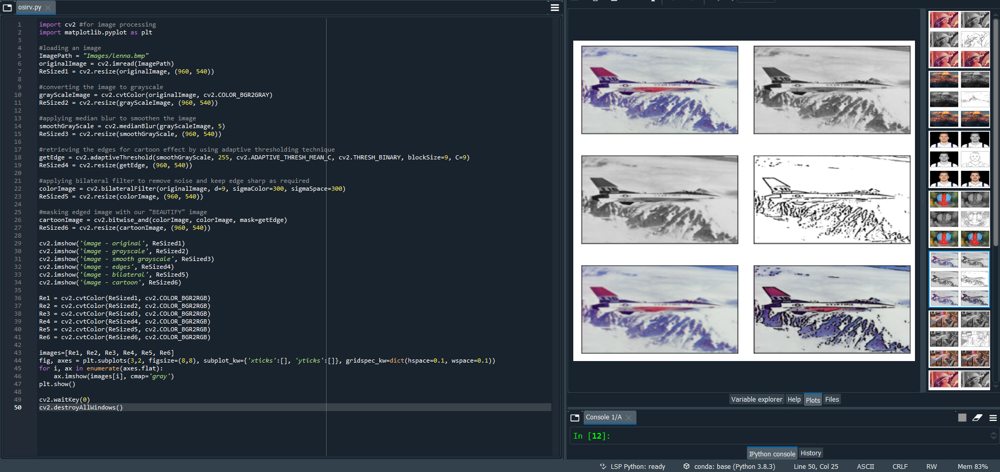 osirv.py
1 import cv2 #for image processing
2 import matplotlib.pyplot as plt
3
4 #loading an image
5 ImagePath = "Images/lenna.bmp"
6 originalImage = cv2.imread(ImagePath)
7 ReSized1 = cv2.resize(originalImage, (960, 540))
8
9 #converting the image to grayscale
10 grayScaleImage = cv2.cvtColor(originalImage, cv2.COLOR_BGR2GRAY)
11 ReSized2 = cv2.resize(grayScaleImage, (960, 540))
12
13 #applying median blur to smoothen the image
14 smoothGrayScale = cv2.medianBlur(grayScaleImage, 5)
15 ReSized3 = cv2.resize(smoothGrayScale, (960, 540))
16
17 #retrieving the edges for cartoon effect by using adaptive thresholding technique
18 getEdge = cv2.adaptiveThreshold(smoothGrayScale, 255, cv2.ADAPTIVE_THRESH_MEAN_C, cv2.THRESH_BINARY, blockSize=9, C=9)
19 ReSized4 = cv2.resize(getEdge, (960, 540))
20
21 #applying bilateral filter to remove noise and keep edge sharp as required
22 colorImage = cv2.bilateralFilter(originalImage, d=9, sigmaColor=300, sigmaSpace=300)
23 ReSized5 = cv2.resize(colorImage, (960, 540))
24
25 #masking edged image with our "BEAUTIFY" image
26 cartoonImage = cv2.bitwise_and(colorImage, colorImage, mask=getEdge)
27 ReSized6 = cv2.resize(cartoonImage, (960, 540))
28
29 cv2.imshow('image - original', ReSized1)
30 cv2.imshow('image - grayscale', ReSized2)
31 cv2.imshow('image - smooth grayscale', ReSized3)
32 cv2.imshow('image - edges', ReSized4)
33 cv2.imshow('image - bilateral', ReSized5)
34 cv2.imshow('image - cartoon', ReSized6)
35
36 Re1 = cv2.cvtColor(ReSized1, cv2.COLOR_BGR2RGB)
37 Re2 = cv2.cvtColor(ReSized2, cv2.COLOR_BGR2RGB)
38 Re3 = cv2.cvtColor(ReSized3, cv2.COLOR_BGR2RGB)
39 Re4 = cv2.cvtColor(ReSized4, cv2.COLOR_BGR2RGB)
40 Re5 = cv2.cvtColor(ReSized5, cv2.COLOR_BGR2RGB)
41 Re6 = cv2.cvtColor(ReSized6, cv2.COLOR_BGR2RGB)
42
43 images=[Re1, Re2, Re3, Re4, Re5, Re6]
44 fig, axes = plt.subplots(3,2, figsize=(8,8), subplot_kw={'xticks':[], 'yticks':[]}, gridspec_kw=dict(hspace=0.1, wspace=0.1))
45 for i, ax in enumerate(axes.flat):
46     ax.imshow(images[i], cmap='gray')
47 plt.show()
48
49 cv2.waitKey(0)
50 cv2.destroyAllWindows()
U.S. AIR FORCE
U.S. AIR FORCE
Variable explorer Help Plots Files
Console 1/A
In [12]:
IPython console History
LSP Python: ready conda: base (Python 3.8.3) Line 50, Col 25 ASCII CRLF RW Mem 83%